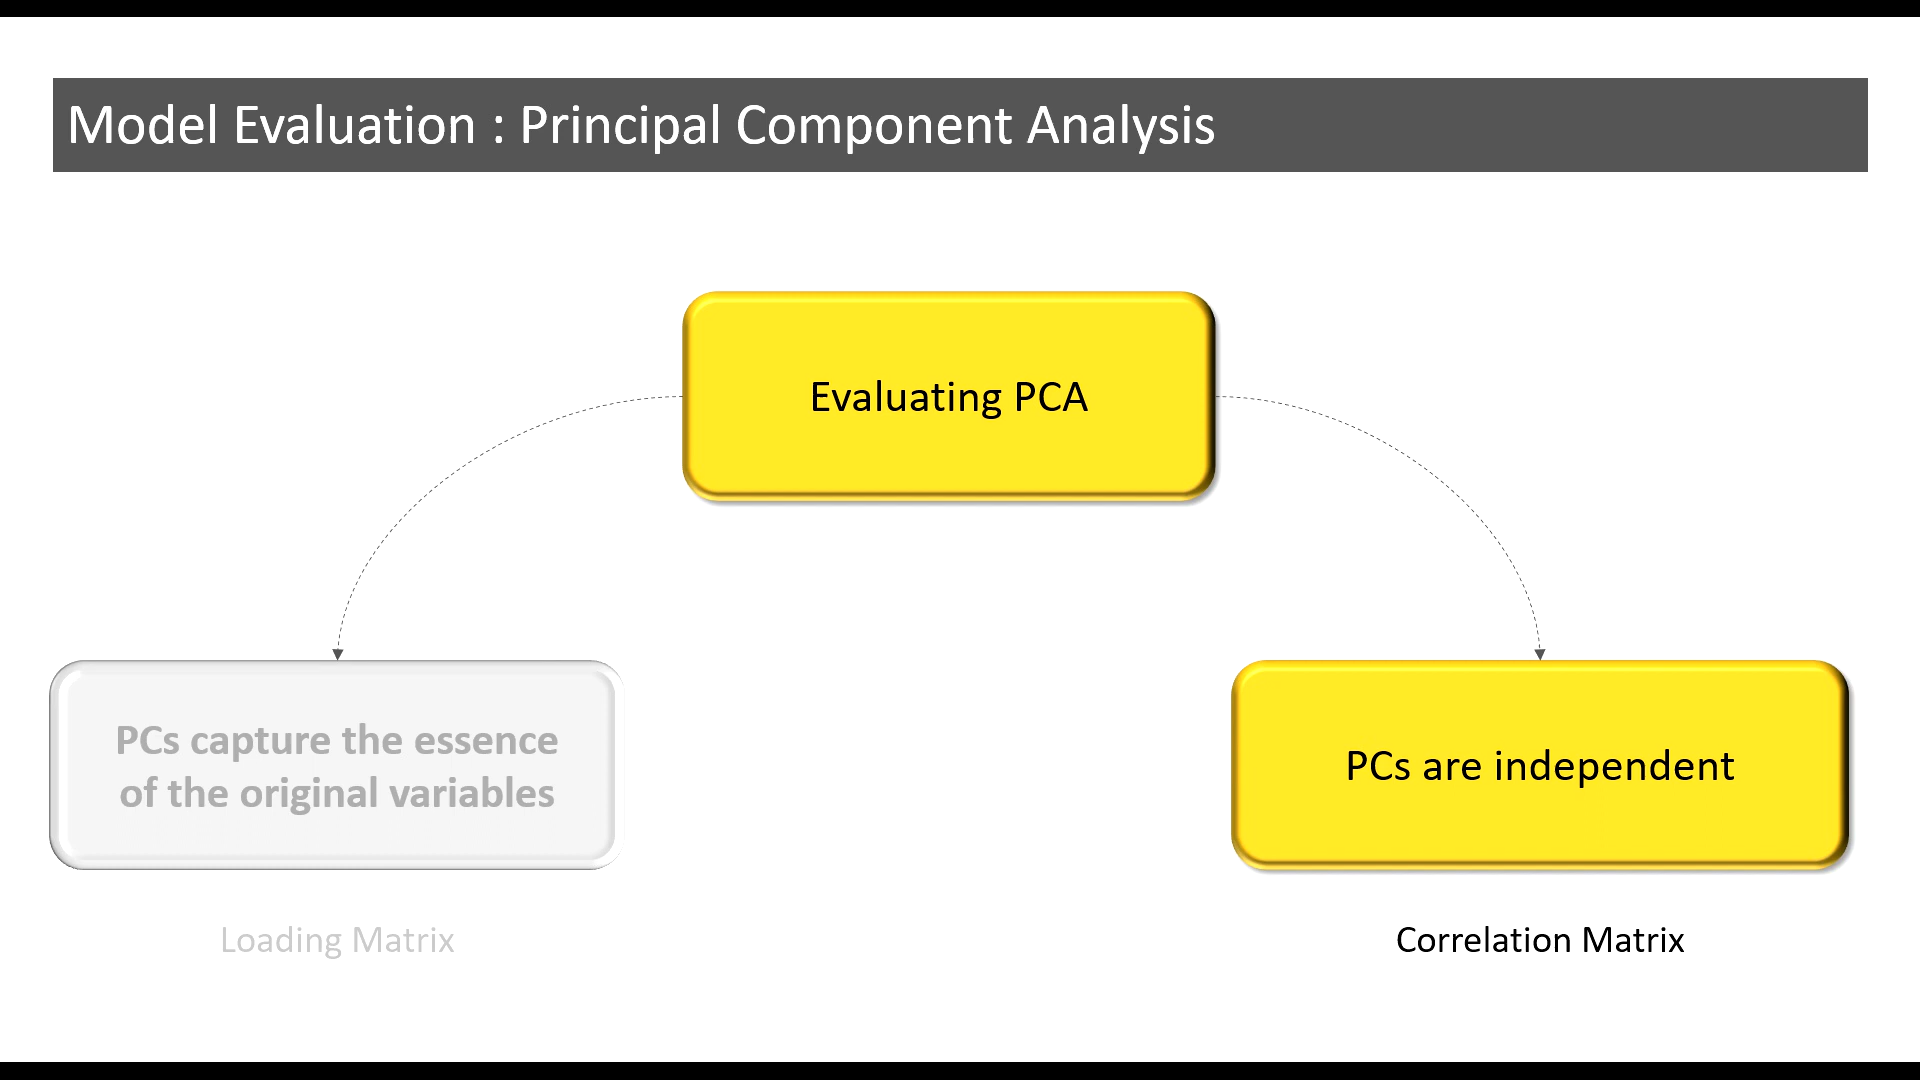 Model Evaluation : Principal Component Analysis
Evaluating PCA
PCs capture the essence
of the original variables
PCs are independent
Loading Matrix
Correlation Matrix